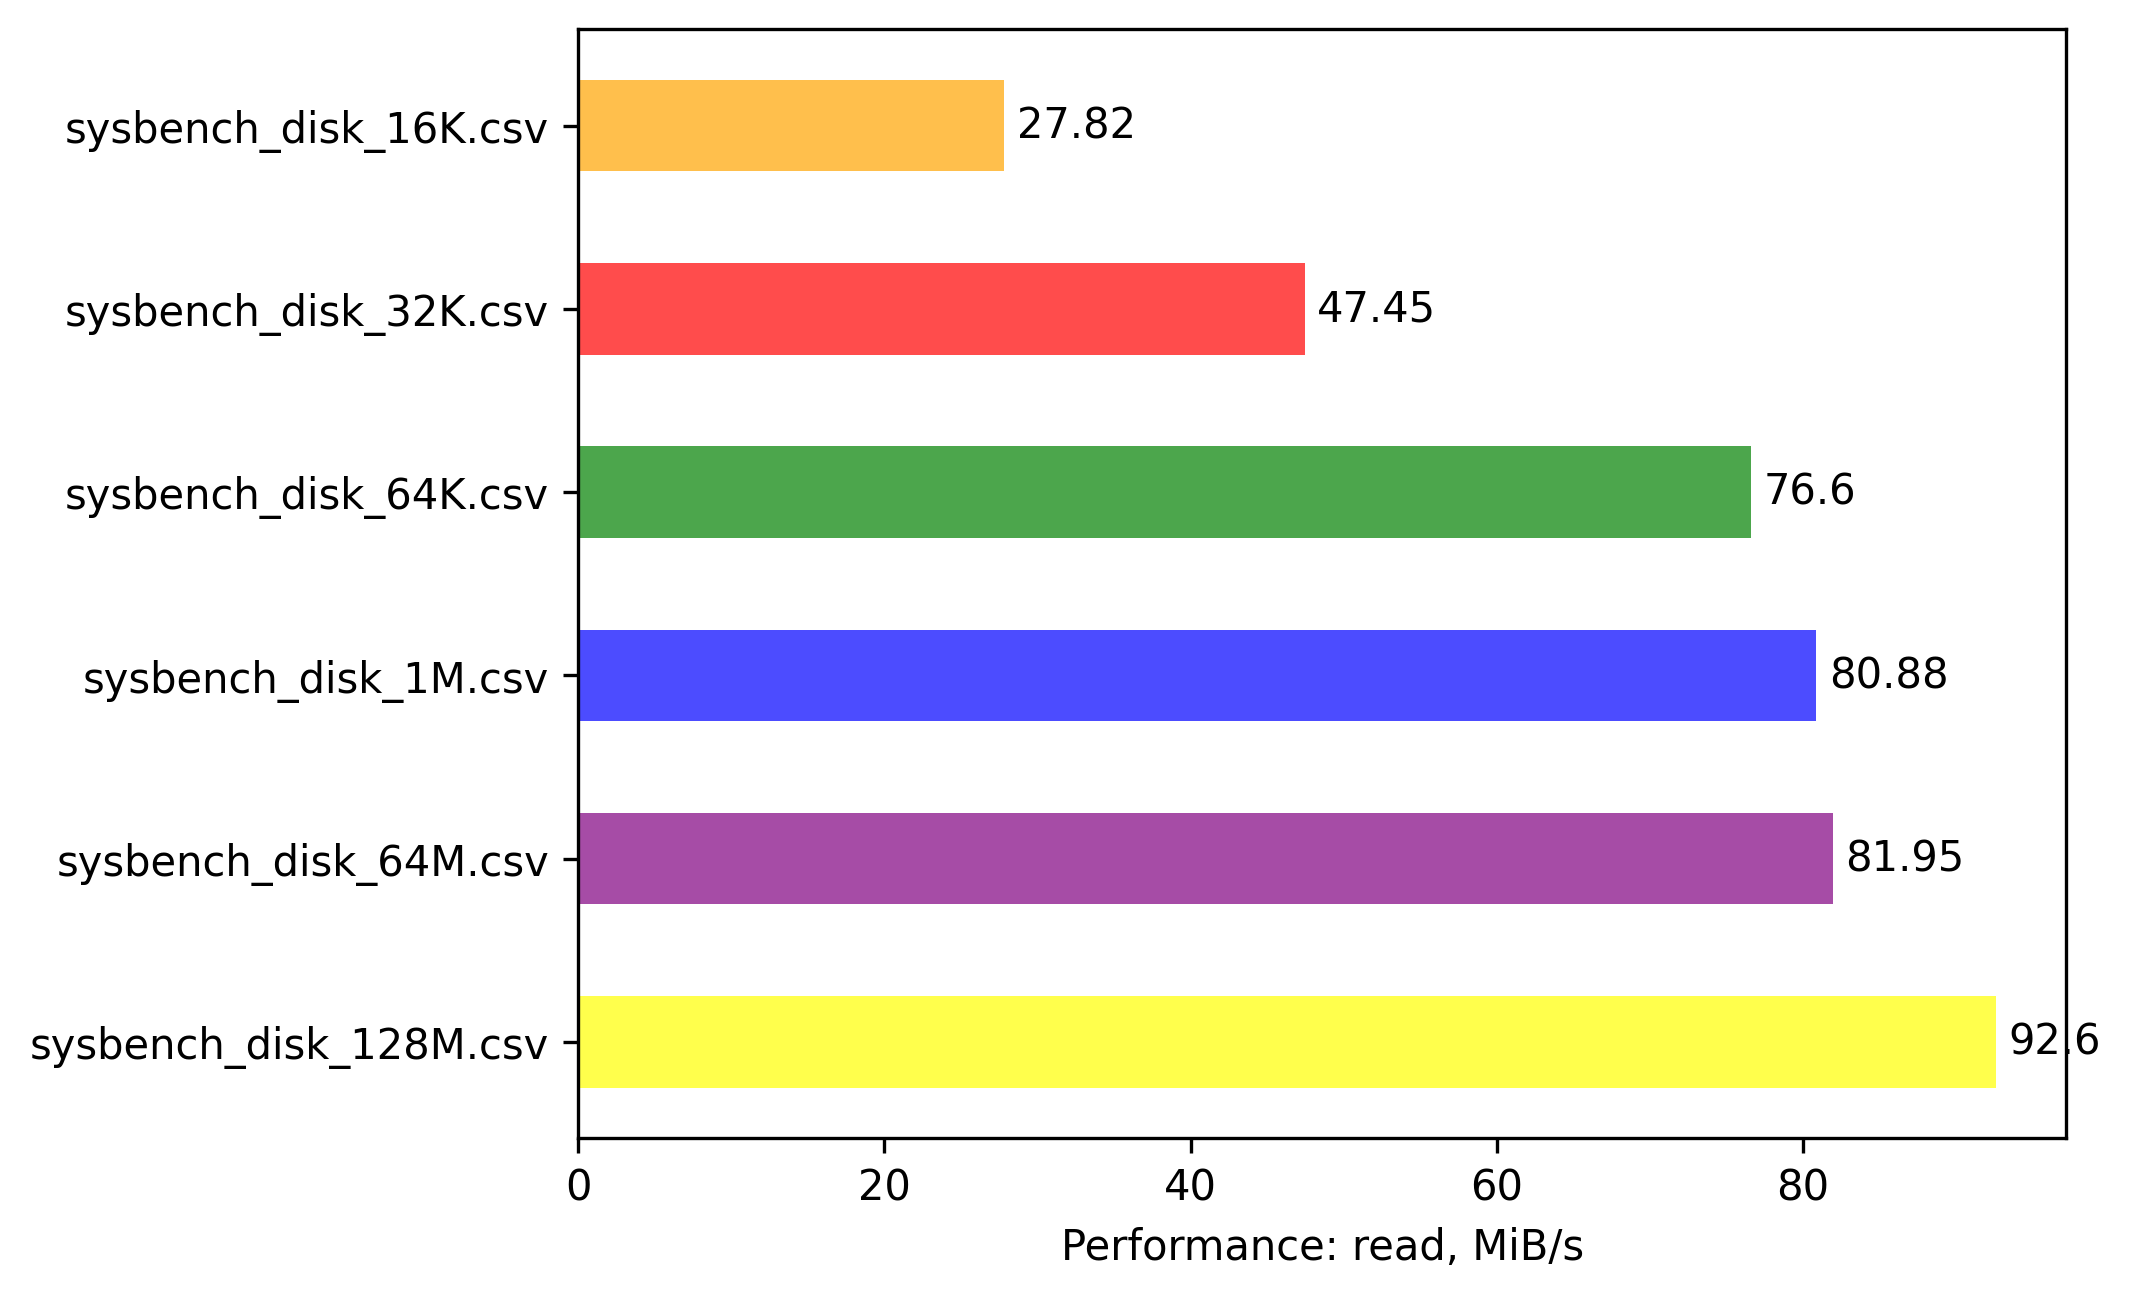 sysbench_disk_16K.csv
27.82
sysbench_disk_32K.csv
47.45
sysbench_disk_64K.csv
76.6
sysbench_disk_1M.csv
80.88
sysbench_disk_64M.csv
81.95
sysbench_disk_128M.csv
92.6
0 20 40 60 80
Performance: read, MiB/s